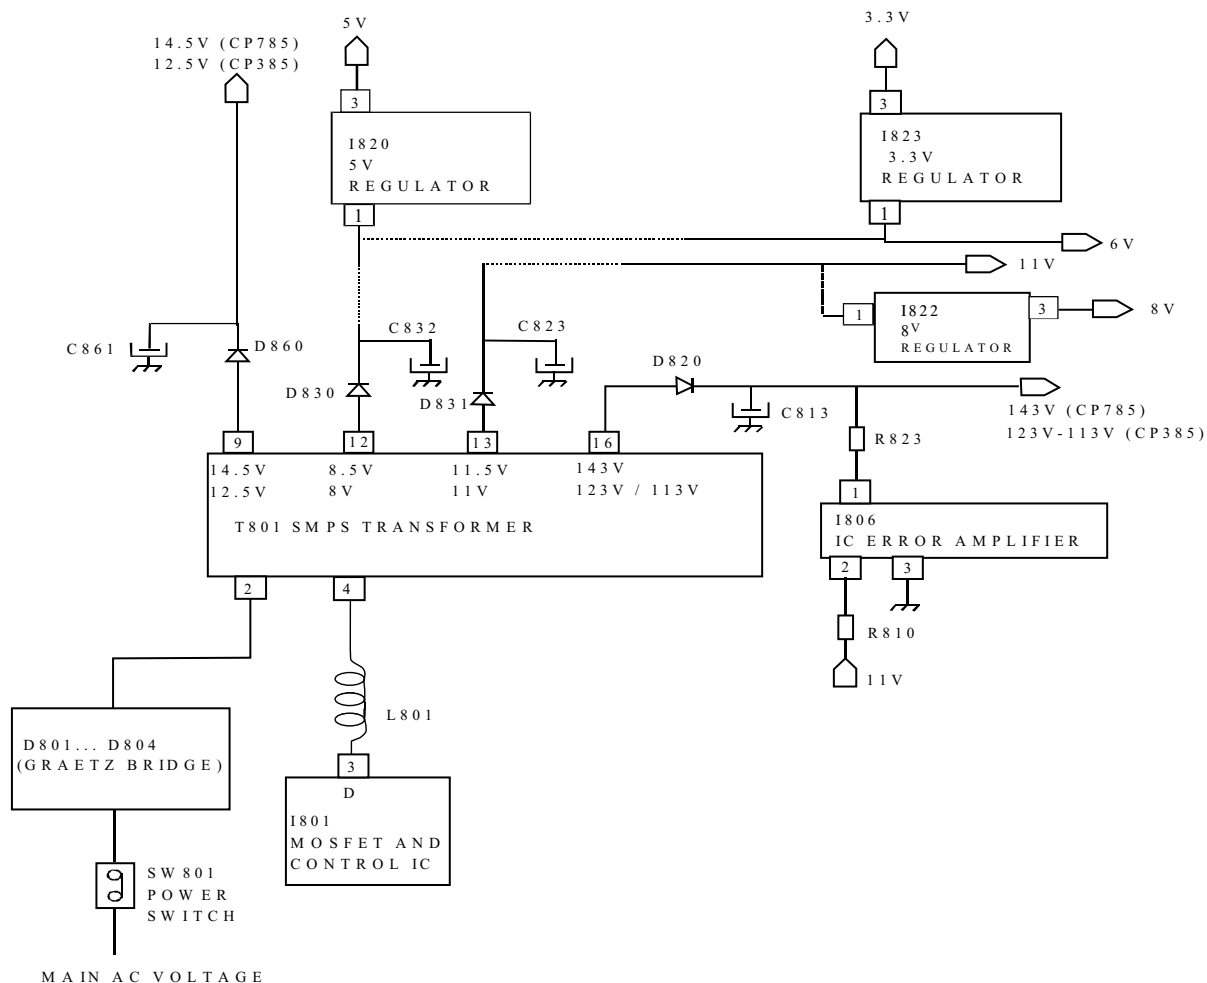 5V
3.3V
14.5V (CP785)
12.5V (CP385)
3
3
I820
5V
REGULATOR
I823
3.3V
REGULATOR
1
1
6V
11V
1
I822
8V
REGULATOR
3
8V
C861
D860
C832
C823
D830
D831
D820
C813
143V (CP785)
123V-113V (CP385)
R823
9
12
13
16
14.5V
12.5V
8.5V
8V
11.5V
11V
143V
123V / 113V
T801 SMPS TRANSFORMER
1
I806
IC ERROR AMPLIFIER
2
3
2
4
R810
11V
L801
D801... D804
(GRAETZ BRIDGE)
3
D
I801
MOSFET AND
CONTROL IC
SW801
POWER
SWITCH
MAIN AC VOLTAGE